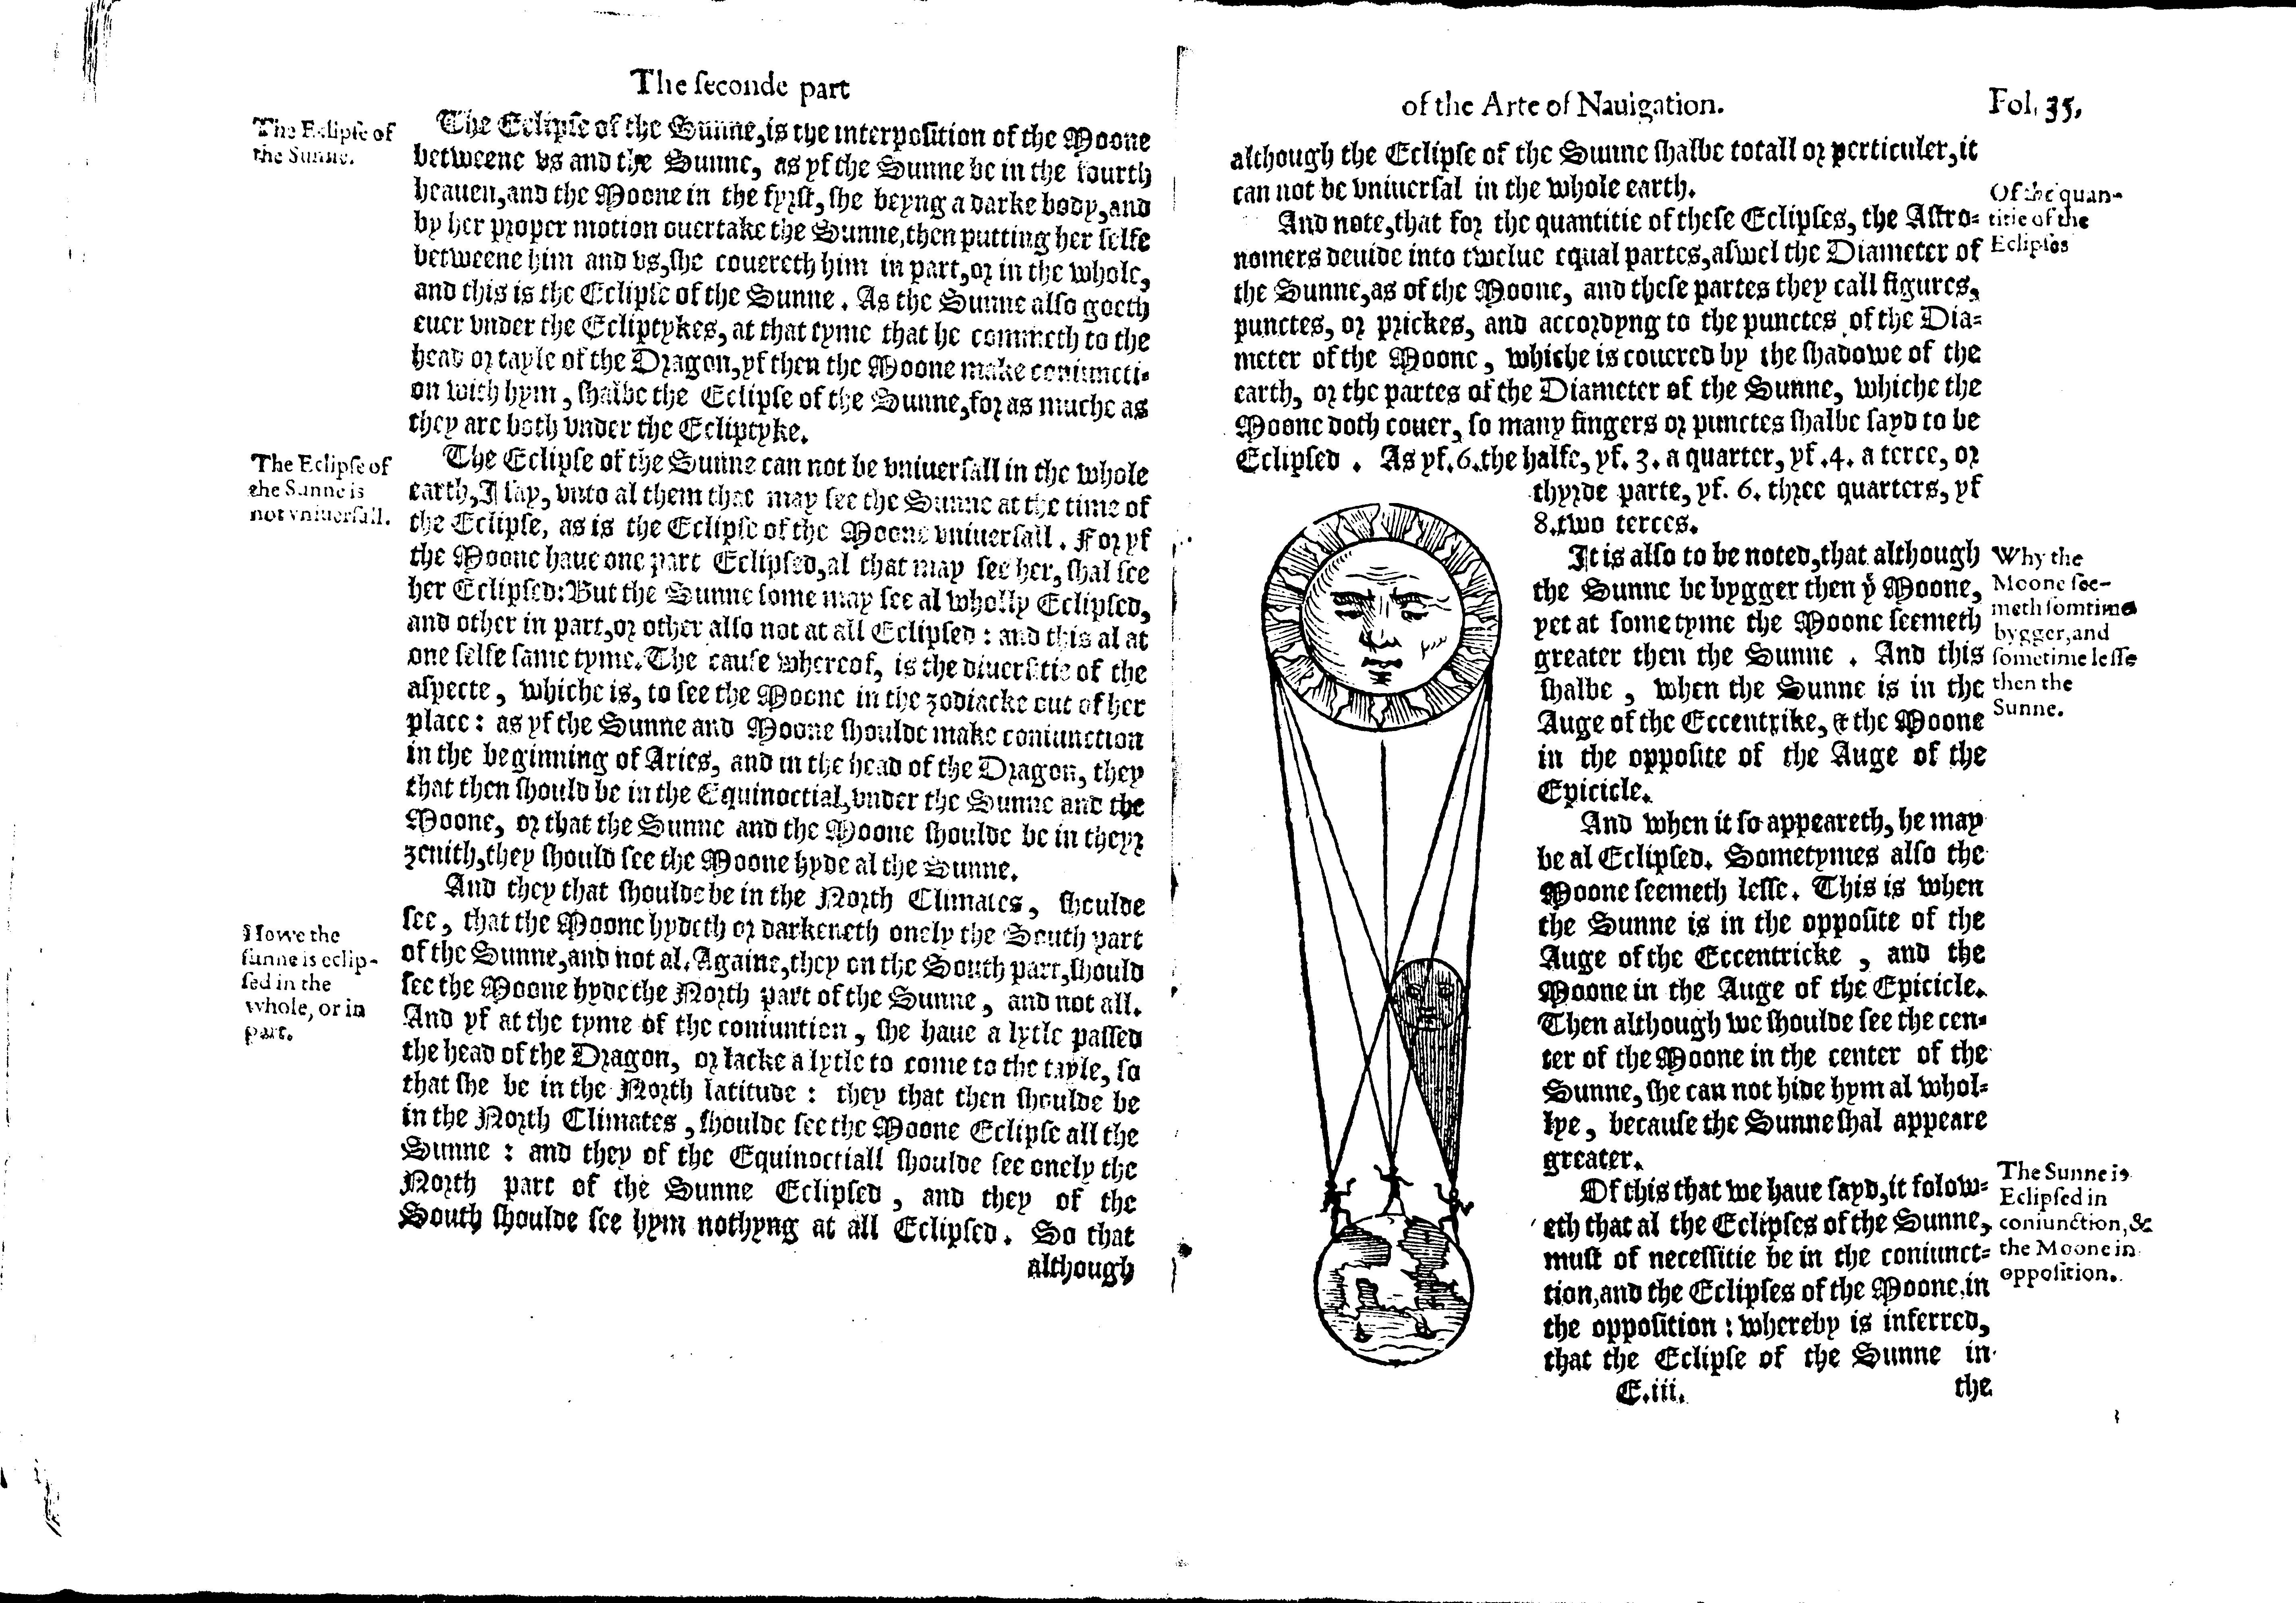 The seconde part
The Eclipse of
the Sunne.
The Eclipse of the Sunne, is the interposition of the Moone
betweene vs and the Sunne, as yf the Sunne be in the fourth
heauen, and the Moone in the fyrst, she beyng a darke body, and
by her proper motion ouertake the Sunne, then putting her selfe
betweene him and vs, she couereth him in part, or in the whole,
and this is the Eclipse of the Sunne. As the Sunne also goeth
euer vnder the Ecliptykes, at that tyme that he commeth to the
head or tayle of the Dragon, yf then the Moone make coniuncti-
on with hym, shalbe the Eclipse of the Sunne, for as muche as
they are both vnder the Ecliptyke.
The Eclipse of
the Sunne is
not vniuersall.
The Eclipse of the Sunne can not be vniuersall in the whole
earth, I say, vnto al them that may see the Sunne at the time of
the Eclipse, as is the Eclipse of the Moone vniuersall. For yf
the Moone haue one part Eclipsed, al that may see her, shal see
her Eclipsed: But the Sunne some may see al wholly Eclipsed,
and other in part, or other also not at all Eclipsed: and this al at
one selfe same tyme. The cause whereof, is the diuersitie of the
aspecte, whiche is, to see the Moone in the zodiacke out of her
place: as yf the Sunne and Moone shoulde make coniunction
in the beginning of Aries, and in the head of the Dragon, they
that then should be in the Equinoctial, vnder the Sunne and the
Moone, or that the Sunne and the Moone shoulde be in theyr
zenith, they should see the Moone hyde al the Sunne.
And they that shoulde be in the North Climates, shoulde
see, that the Moone hydeth or darkeneth onely the South part
of the Sunne, and not al. Againe, they on the South part, should
see the Moone hyde the North part of the Sunne, and not all.
And yf at the tyme of the coniuntion, she haue a lytle passed
the head of the Dragon, or lacke a lytle to come to the tayle, so
that she be in the North latitude: they that then shoulde be
in the North Climates, shoulde see the Moone Eclipse all the
Sunne: and they of the Equinoctiall shoulde see onely the
North part of the Sunne Eclipsed, and they of the
South shoulde see hym nothyng at all Eclipsed. So that
although
Howe the
sunne is eclip-
sed in the
whole, or in
part.
of the Arte of Nauigation.
Fol. 35.
although the Eclipse of the Sunne shalbe totall or perticuler, it
can not be vniuersal in the whole earth.
Of the quan-
titie of the
Eclipses
And note, that for the quantitie of these Eclipses, the Astro-
nomers deuide into twelue equal partes, aswel the Diameter of
the Sunne, as of the Moone, and these partes they call figures,
punctes, or prickes, and accordyng to the punctes of the Dia-
meter of the Moone, whiche is couered by the shadowe of the
earth, or the partes of the Diameter of the Sunne, whiche the
Moone doth couer, so many fingers or punctes shalbe sayd to be
Eclipsed. As yf. 6. the halfe, yf. 3. a quarter, yf .4. a terce, or
thyrde parte, yf. 6. three quarters, yf
8. two terces.
It is also to be noted, that although
the Sunne be bygger then ẏ Moone,
yet at some tyme the Moone seemeth
greater then the Sunne. And this
shalbe, when the Sunne is in the
Auge of the Eccentrike, & the Moone
in the opposite of the Auge of the
Epicicle.
Why the
Moone see-
meth somtime
bygger, and
sometime lesse
then the
Sunne.
And when it so appeareth, he may
be al Eclipsed. Sometymes also the
Moone seemeth lesse. This is when
the Sunne is in the opposite of the
Auge of the Eccentricke, and the
Moone in the Auge of the Epicicle.
Then although we shoulde see the cen-
ter of the Moone in the center of the
Sunne, she can not hide hym al whol-
lye, because the Sunne shal appeare
greater.
Of this that we haue sayd, it folow-
eth that al the Eclipses of the Sunne,
must of necessitie be in the coniunct-
tion, and the Eclipses of the Moone, in
the opposition: whereby is inferred,
that the Eclipse of the Sunne in
The Sunne is
Eclipsed in
coniunction, &
the Moone in
opposition.
E.iii.
the